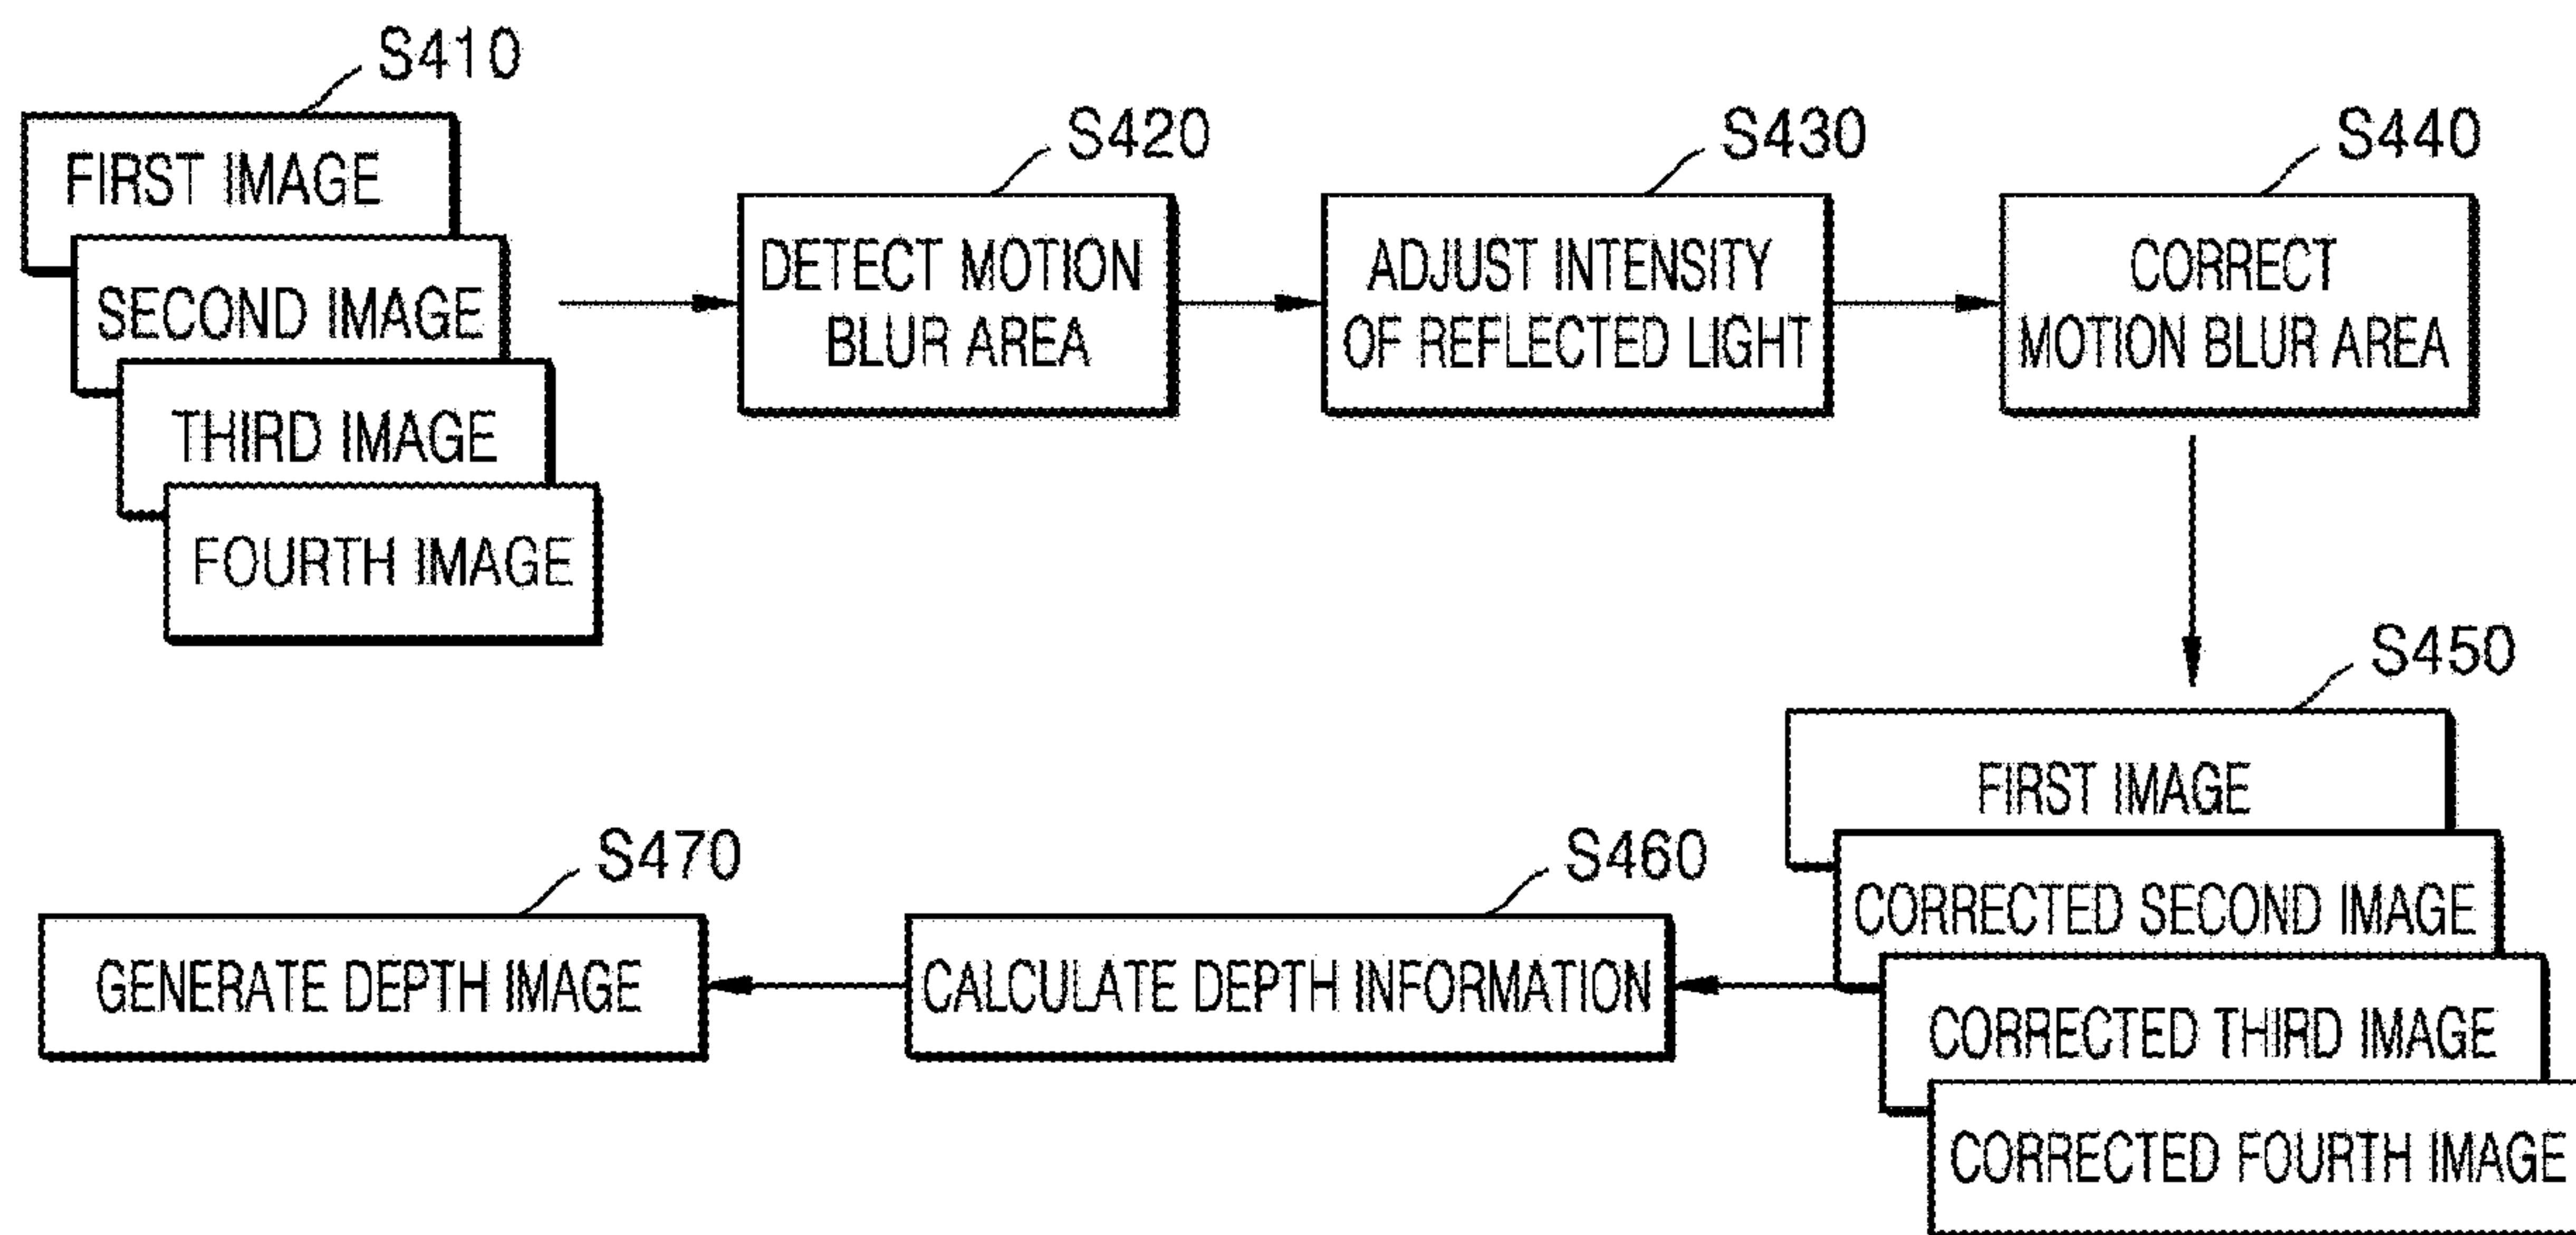 S410
FIRST IMAGE
SECOND IMAGE
THIRD IMAGE
FOURTH IMAGE
S420
DETECT MOTION
BLUR AREA
S430
ADJUST INTENSITY
OF REFLECTED LIGHT
S440
CORRECT
MOTION BLUR AREA
S450
FIRST IMAGE
CORRECTED SECOND IMAGE
CORRECTED THIRD IMAGE
CORRECTED FOURTH IMAGE
S460
CALCULATE DEPTH INFORMATION
S470
GENERATE DEPTH IMAGE